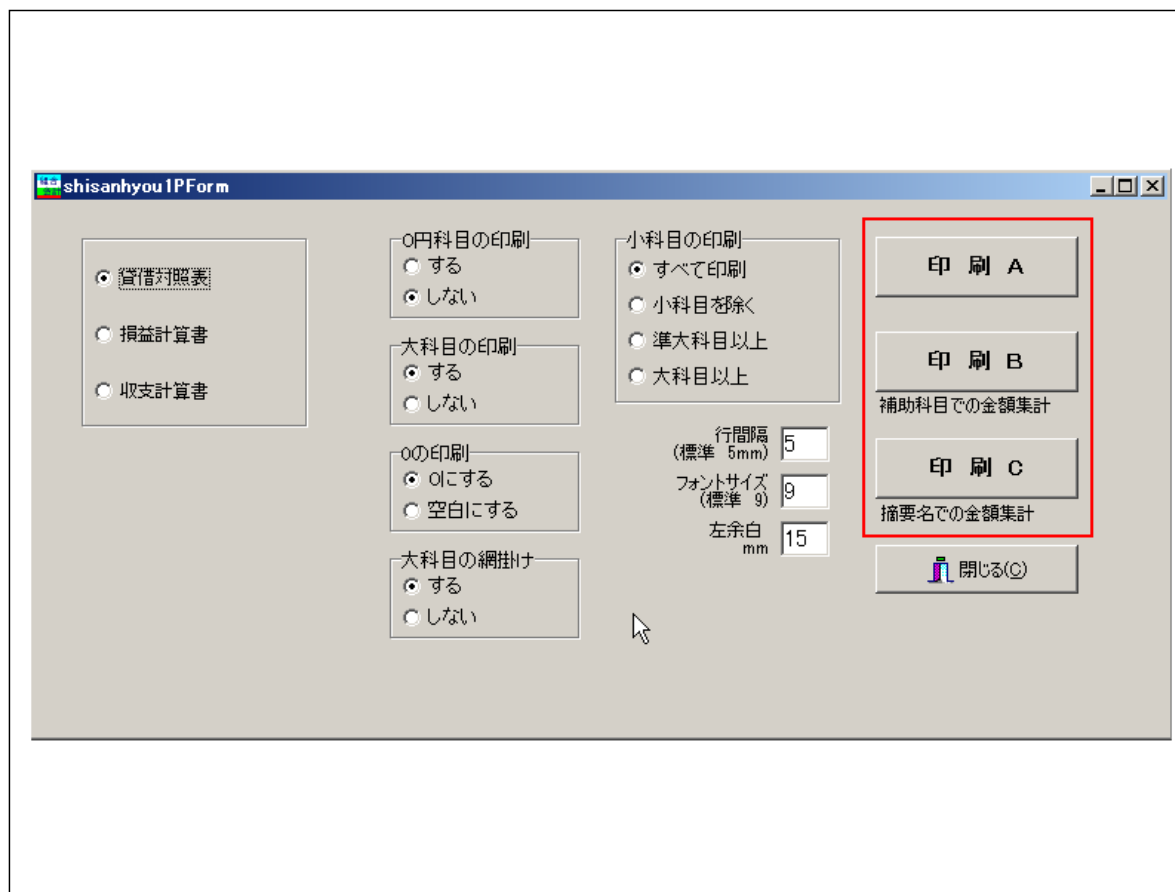 shisanhyou1PForm
貸借対照表
損益計算書
収支計算書
0円科目の印刷
する
しない
大科目の印刷
する
しない
0の印刷
0にする
空白にする
大科目の網掛け
する
しない
小科目の印刷
すべて印刷
小科目を除く
準大科目以上
大科目以上
行間隔
(標準 5mm)
5
フォントサイズ
(標準 9)
9
左余白
mm
15
印 刷 A
印 刷 B
補助科目での金額集計
印 刷 C
摘要名での金額集計
閉じる(C)